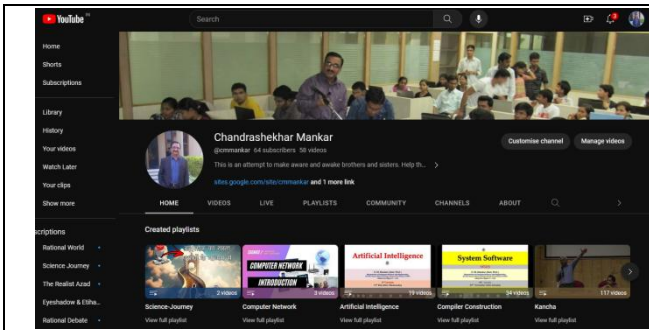 YouTube
Search
Home
Shorts
Subscriptions
Library
History
Your videos
Watch Later
Your clips
Show more
scriptions
Rational World
Science Journey
The Realist Azad
Eyeshadow & Etiha..
Rational Debate
Chandrashekhar Mankar
@cmmankar 64 subscribers 58 videos
This is an attempt to make aware and awake brothers and sisters. Help th...
sites.google.com/site/cmmankar and 1 more link
Customise channel
Manage videos
HOME VIDEOS LIVE PLAYLISTS COMMUNITY CHANNELS ABOUT
Created playlists
2 videos
Science-Journey
View full playlist
COMPUTER NETWORK
INTRODUCTION
3 videos
Computer Network
View full playlist
Artificial Intelligence
19 videos
Artificial Intelligence
View full playlist
System Software
34 videos
Compiler Construction
View full playlist
117 videos
Kancha
View full playlist